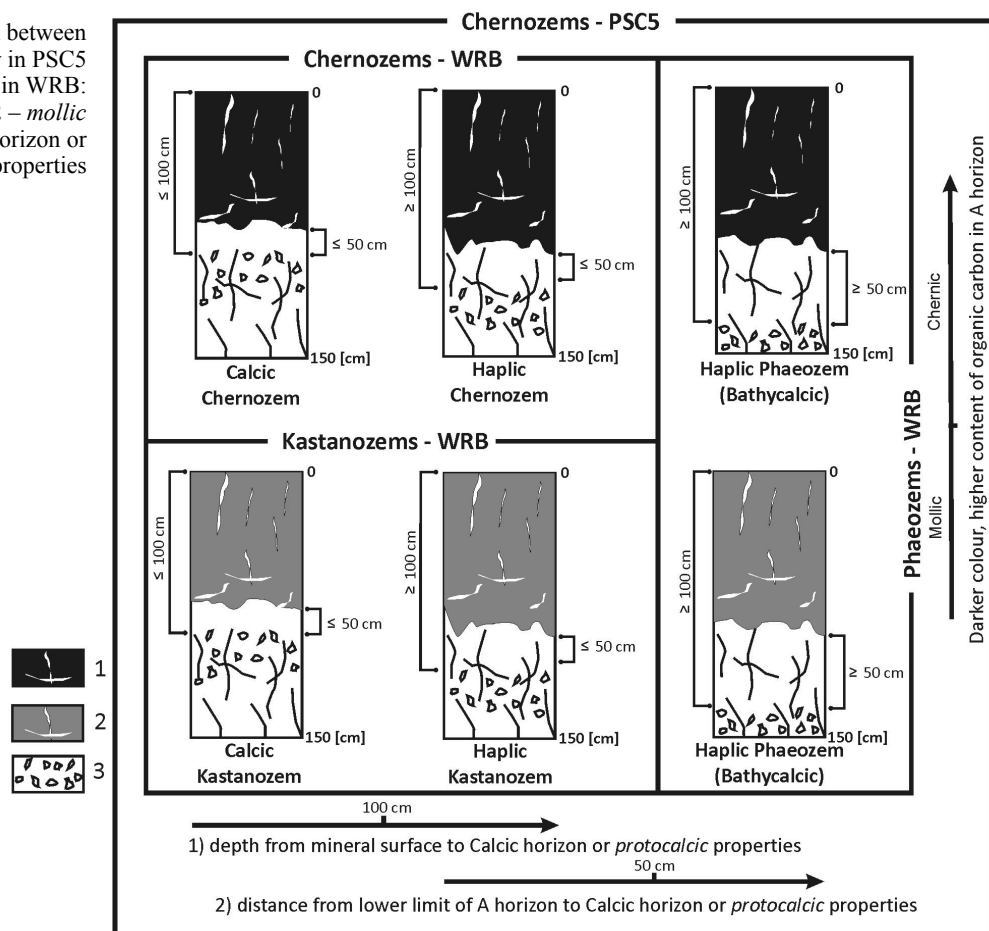 between
in PSC5
in WRB:
– mollic
horizon or
properties
Chernozems - PSC5
Chernozems - WRB
0
≤ 100 cm
≤ 50 cm
150 [cm]
Calcic
Chernozem
0
≥ 100 cm
≤ 50 cm
150 [cm]
Haplic
Chernozem
0
≥ 100 cm
≥ 50 cm
150 [cm]
Haplic Phaeozem
(Bathycalcic)
Kastanozems - WRB
0
≤ 100 cm
≤ 50 cm
150 [cm]
Calcic
Kastanozem
0
≥ 100 cm
≤ 50 cm
150 [cm]
Haplic
Kastanozem
0
≥ 100 cm
≥ 50 cm
150 [cm]
Haplic Phaeozem
(Bathycalcic)
Phaeozems - WRB
Mollic
Chernic
Darker colour, higher content of organic carbon in A horizon
1
2
3
100 cm
1) depth from mineral surface to Calcic horizon or protocalcic properties
50 cm
2) distance from lower limit of A horizon to Calcic horizon or protocalcic properties